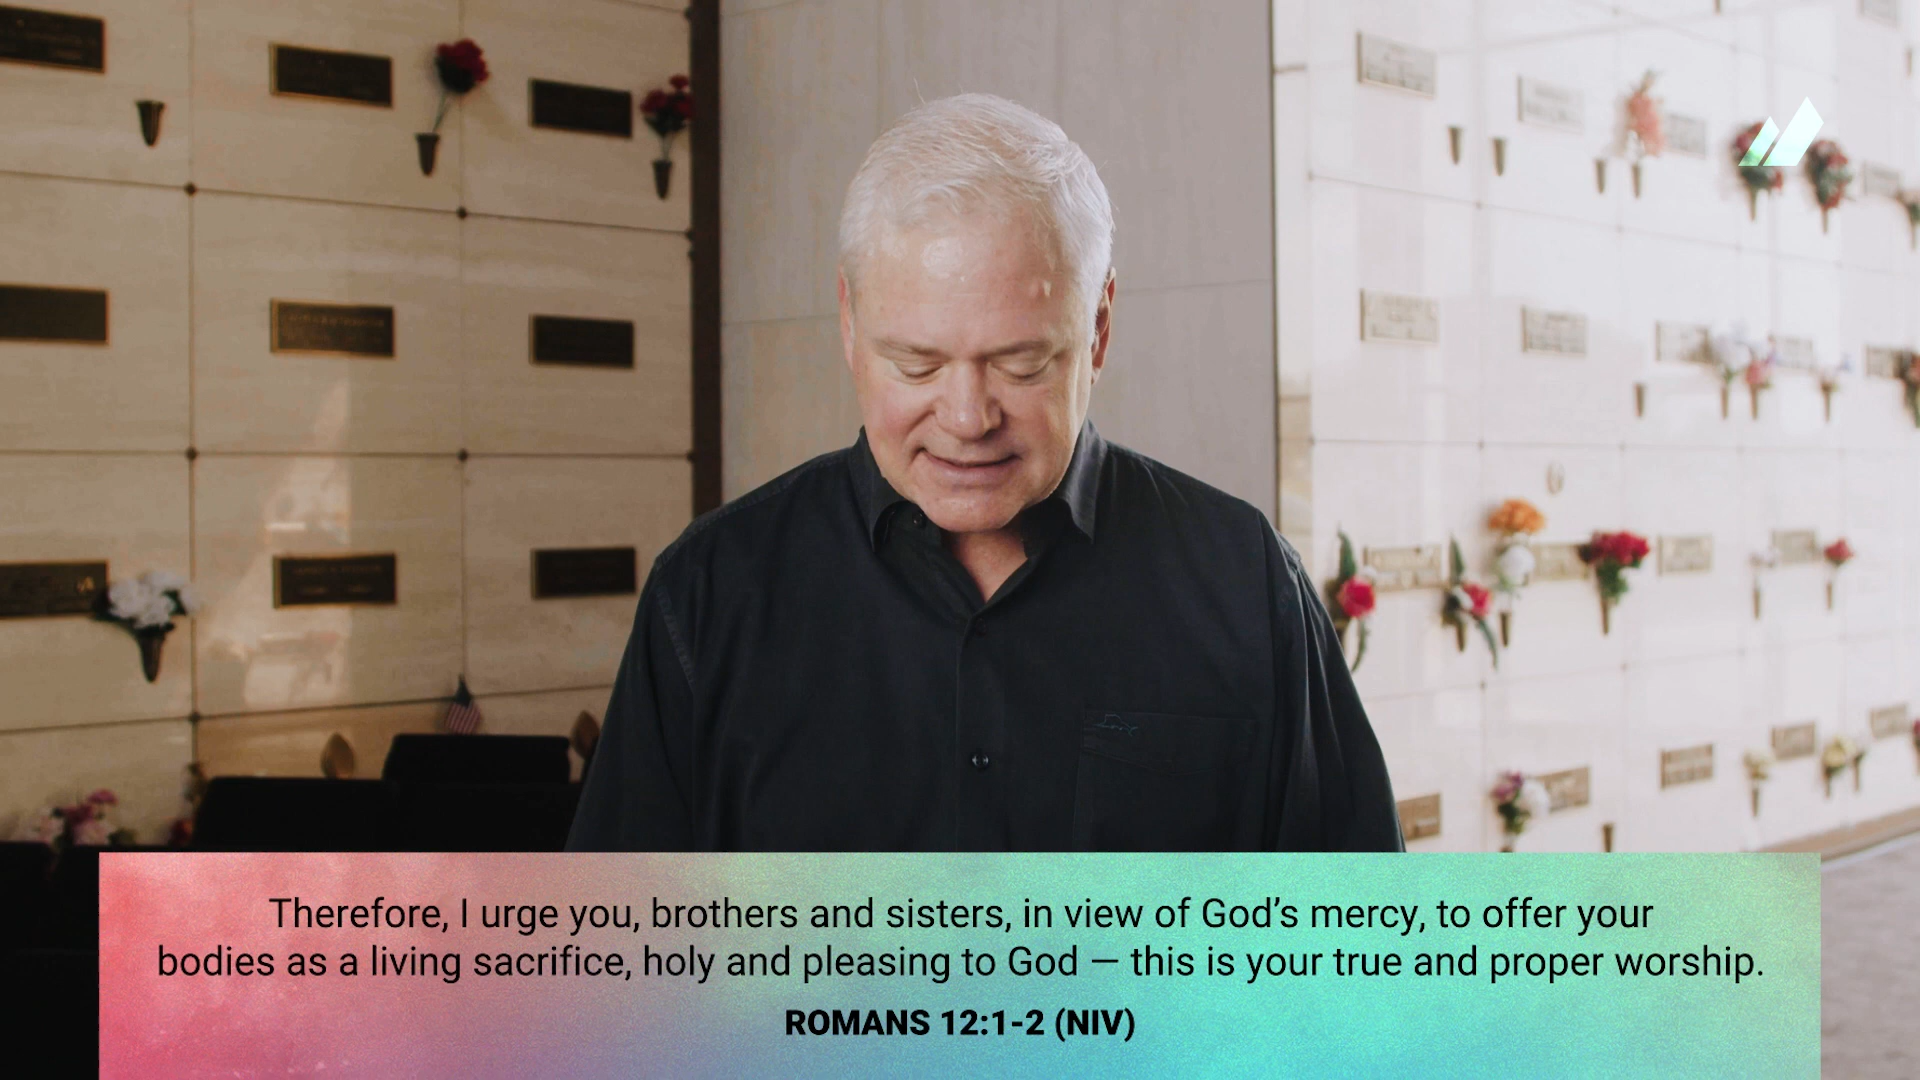 Therefore, I urge you, brothers and sisters, in view of God’s mercy, to offer your
bodies as a living sacrifice, holy and pleasing to God — this is your true and proper worship.
ROMANS 12:1-2 (NIV)